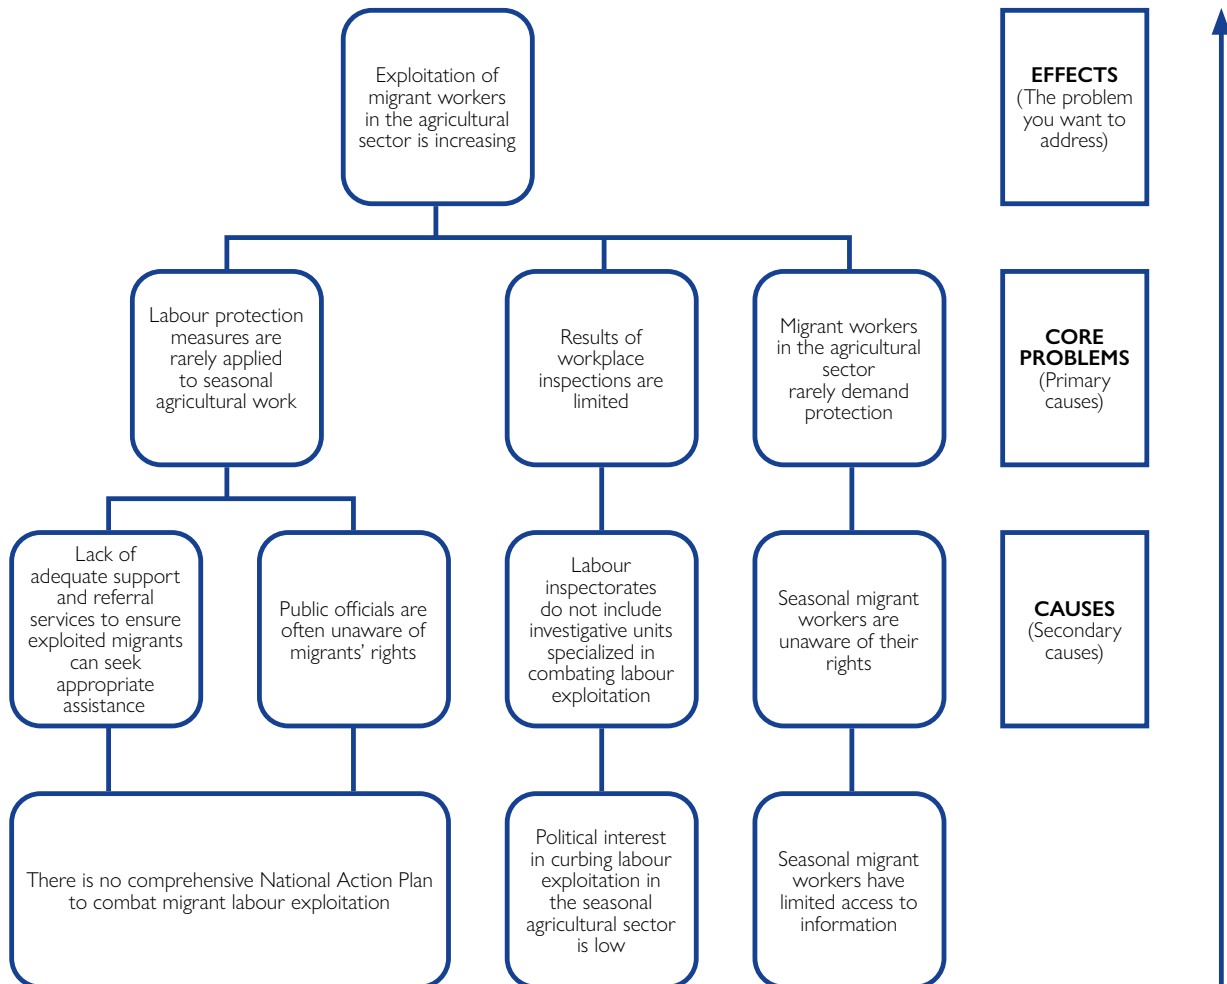 Exploitation of
migrant workers
in the agricultural
sector is increasing
EFFECTS
(The problem
you want to
address)
Labour protection
measures are
rarely applied
to seasonal
agricultural work
Results of
workplace
inspections are
limited
Migrant workers
in the agricultural
sector
rarely demand
protection
CORE
PROBLEMS
(Primary
causes)
Lack of
adequate support
and referral
services to ensure
exploited migrants
can seek
appropriate
assistance
Public officials are
often unaware of
migrants’ rights
Labour
inspectorates
do not include
investigative units
specialized in
combating labour
exploitation
Seasonal migrant
workers are
unaware of their
rights
CAUSES
(Secondary
causes)
There is no comprehensive National Action Plan
to combat migrant labour exploitation
Political interest
in curbing labour
exploitation in
the seasonal
agricultural sector
is low
Seasonal migrant
workers have
limited access to
information